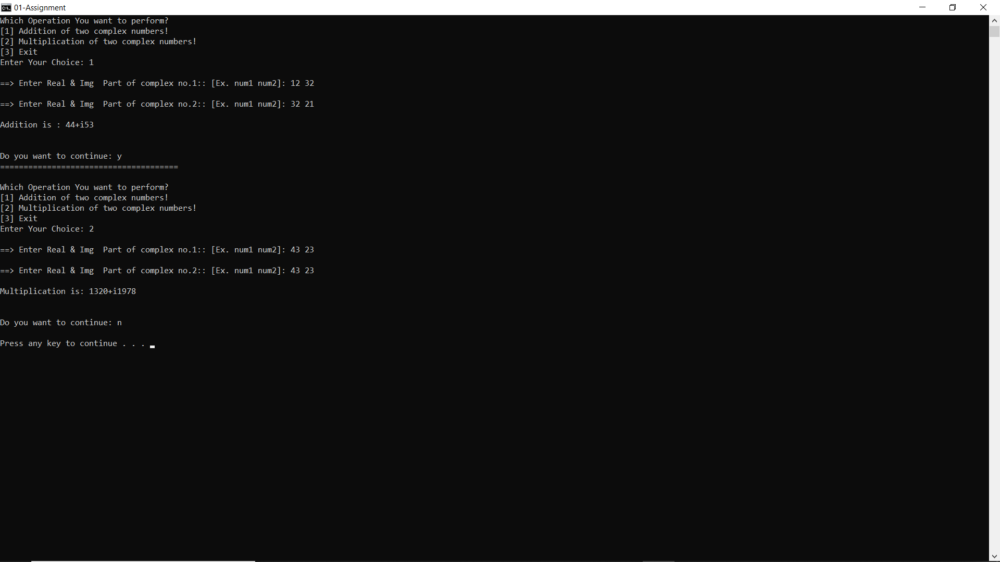 01-Assignment
Which Operation You want to perform?
[1] Addition of two complex numbers!
[2] Multiplication of two complex numbers!
[3] Exit
Enter Your Choice: 1
==> Enter Real & Img  Part of complex no.1:: [Ex. num1 num2]: 12 32
==> Enter Real & Img  Part of complex no.2:: [Ex. num1 num2]: 32 21
Addition is : 44+i53
Do you want to continue: y
======================================
Which Operation You want to perform?
[1] Addition of two complex numbers!
[2] Multiplication of two complex numbers!
[3] Exit
Enter Your Choice: 2
==> Enter Real & Img  Part of complex no.1:: [Ex. num1 num2]: 43 23
==> Enter Real & Img  Part of complex no.2:: [Ex. num1 num2]: 43 23
Multiplication is: 1320+i1978
Do you want to continue: n
Press any key to continue . . .